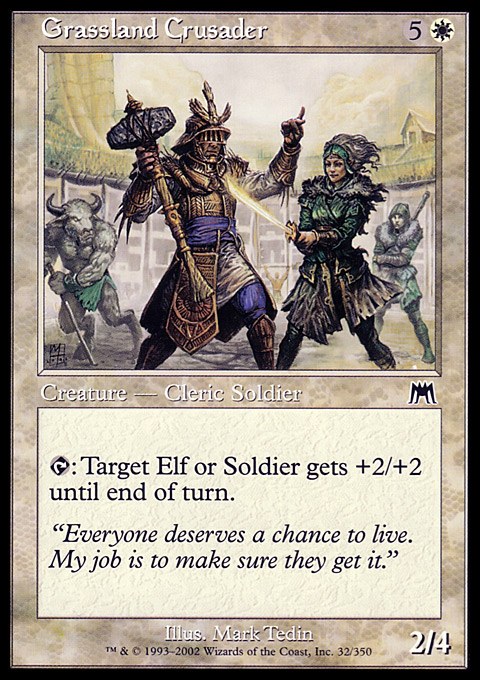 Grassland Crusader 5
Creature — Cleric Soldier
: Target Elf or Soldier gets +2/+2
until end of turn.
“Everyone deserves a chance to live.
My job is to make sure they get it.”
Illus. Mark Tedin
™ & © 1993–2002 Wizards of the Coast, Inc. 32/350
2/4